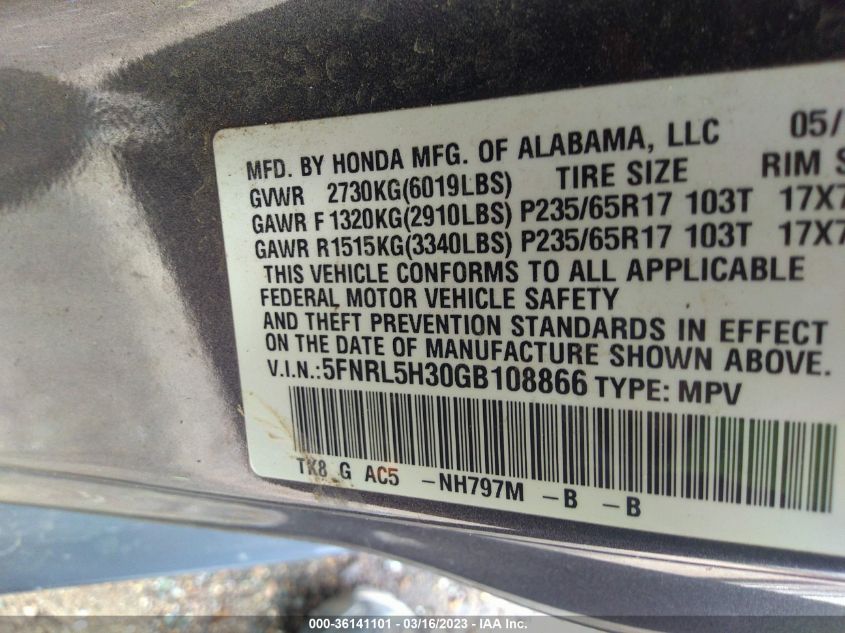 MFD. BY HONDA MFG. OF ALABAMA, LLC 05/
GVWR 2730KG(6019LBS) TIRE SIZE RIM S
GAWR F 1320KG(2910LBS) P235/65R17 103T 17X7
GAWR R1515KG(3340LBS) P235/65R17 103T 17X7
THIS VEHICLE CONFORMS TO ALL APPLICABLE
FEDERAL MOTOR VEHICLE SAFETY
AND THEFT PREVENTION STANDARDS IN EFFECT
ON THE DATE OF MANUFACTURE SHOWN ABOVE.
V.I.N.:5FNRL5H30GB108866 TYPE: MPV
TK8 G AC5 -NH797M -B -B
000-36141101 - 03/16/2023 - IAA Inc.